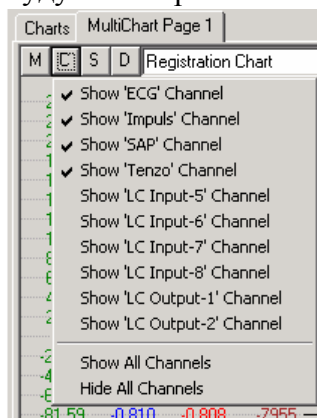 Charts MultiChart Page 1
M C S D Registration Chart
Show 'ECG' Channel
Show 'Impuls' Channel
Show 'SAP' Channel
Show 'Tenzo' Channel
Show 'LC Input-5' Channel
Show 'LC Input-6' Channel
Show 'LC Input-7' Channel
Show 'LC Input-8' Channel
Show 'LC Output-1' Channel
Show 'LC Output-2' Channel
Show All Channels
Hide All Channels
-81.59 -0.810 -0.808 -7955